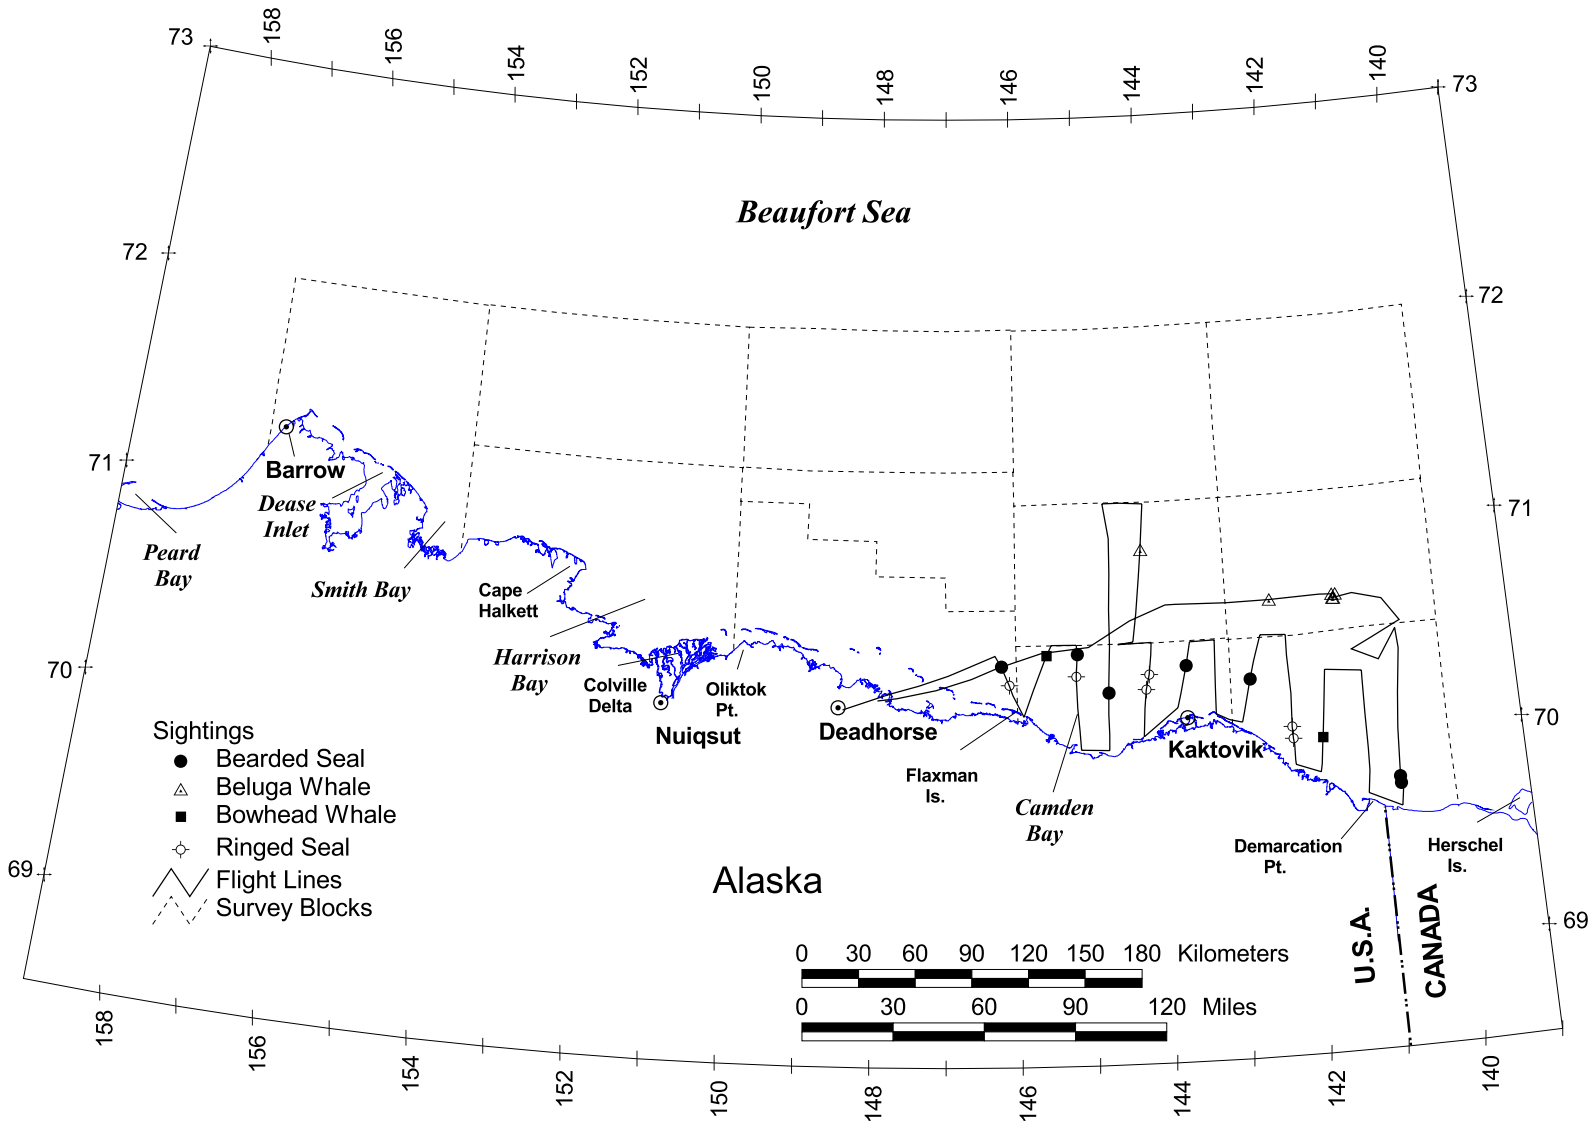 158
156
154
152
150
148
146
144
142
140
73
73
Beaufort Sea
72
72
71
71
Barrow
Dease
Inlet
Peard
Bay
Smith Bay
Cape
Halkett
Harrison
Bay
70
70
Colville
Delta
Oliktok
Pt.
Nuiqsut
Deadhorse
Kaktovik
Flaxman
Is.
Camden
Bay
Demarcation
Pt.
Herschel
Is.
Sightings
Bearded Seal
Beluga Whale
Bowhead Whale
Ringed Seal
Flight Lines
Survey Blocks
69
69
Alaska
U.S.A.
CANADA
0 30 60 90 120 150 180 Kilometers
0 30 60 90 120 Miles
158
156
154
152
150
148
146
144
142
140